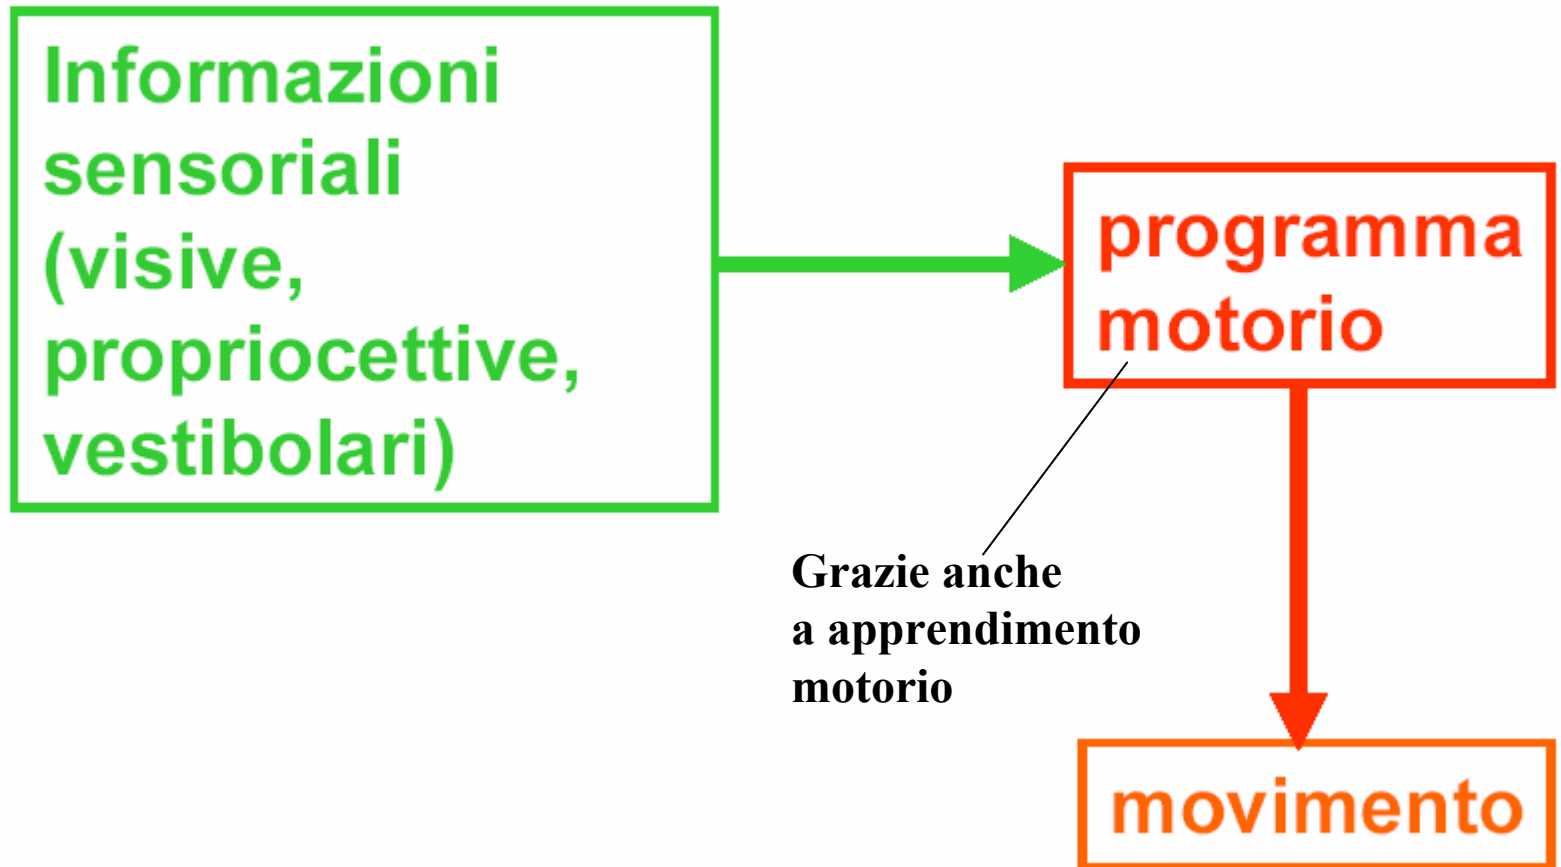 Informazioni
sensoriali
(visive,
propriocettive,
vestibolari)
programma
motorio
Grazie anche
a apprendimento
motorio
movimento